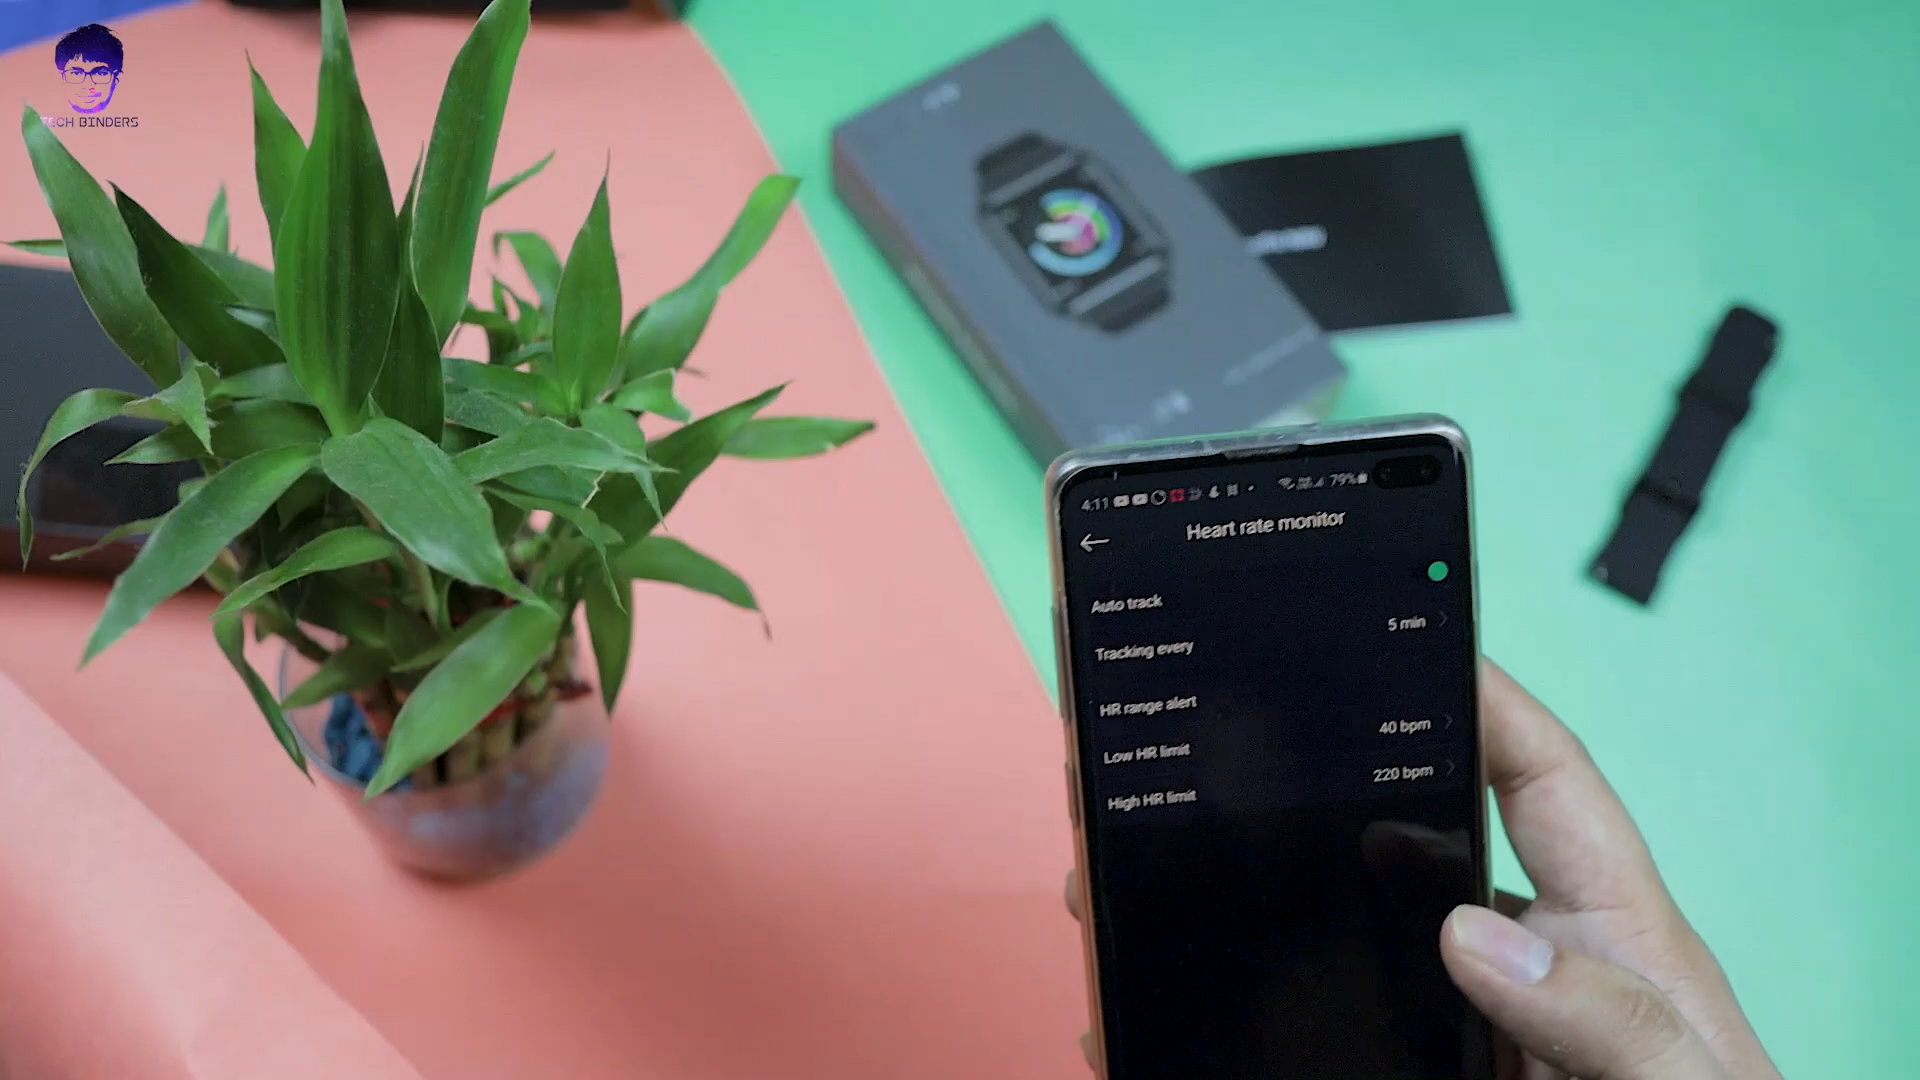 TECH BINDERS
4:11 79%
Heart rate monitor
Auto track
Tracking every 5 min
HR range alert
Low HR limit 40 bpm
High HR limit 220 bpm